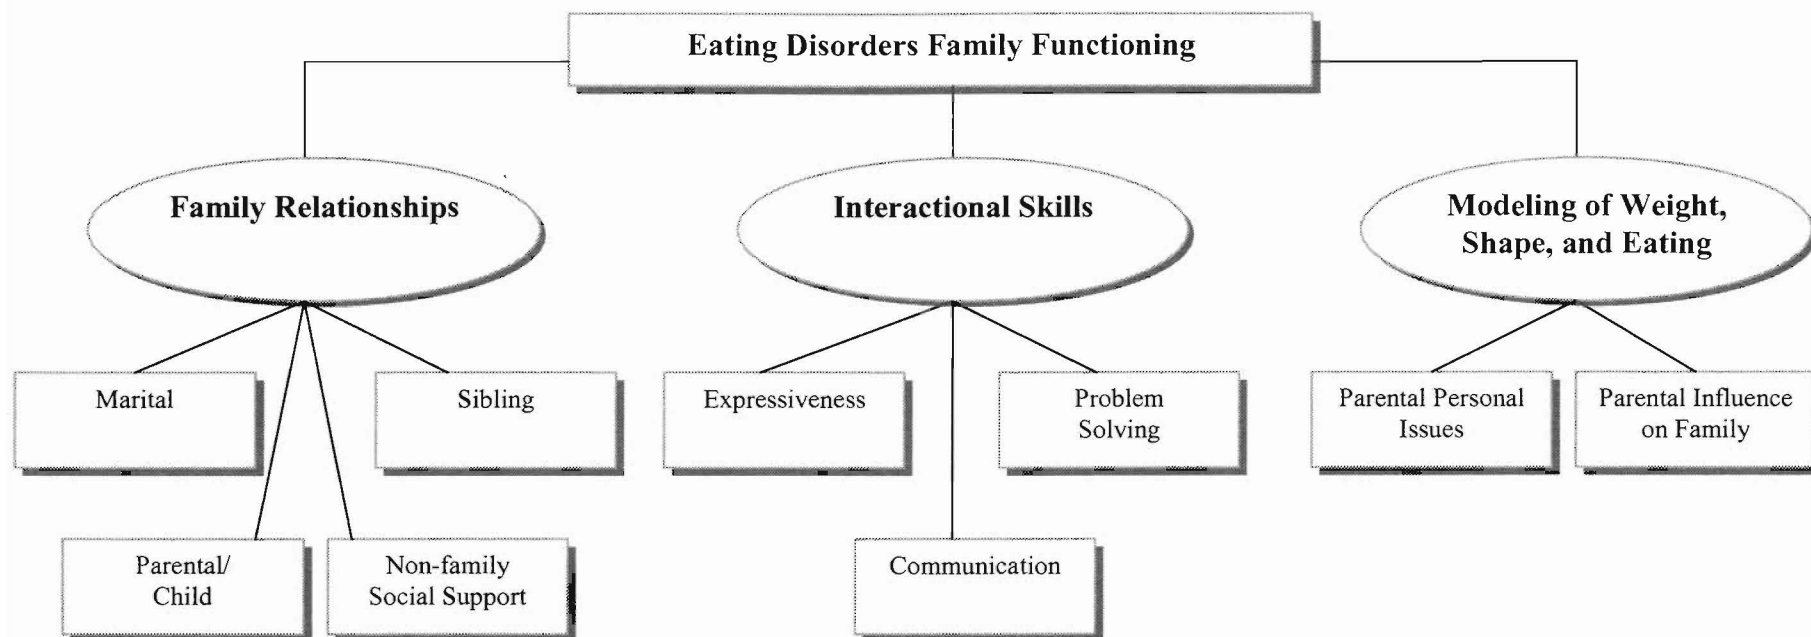 Eating Disorders Family Functioning
Family Relationships
Interactional Skills
Modeling of Weight,
Shape, and Eating
Marital
Sibling
Expressiveness
Problem
Solving
Parental Personal
Issues
Parental Influence
on Family
Parental/
Child
Non-family
Social Support
Communication